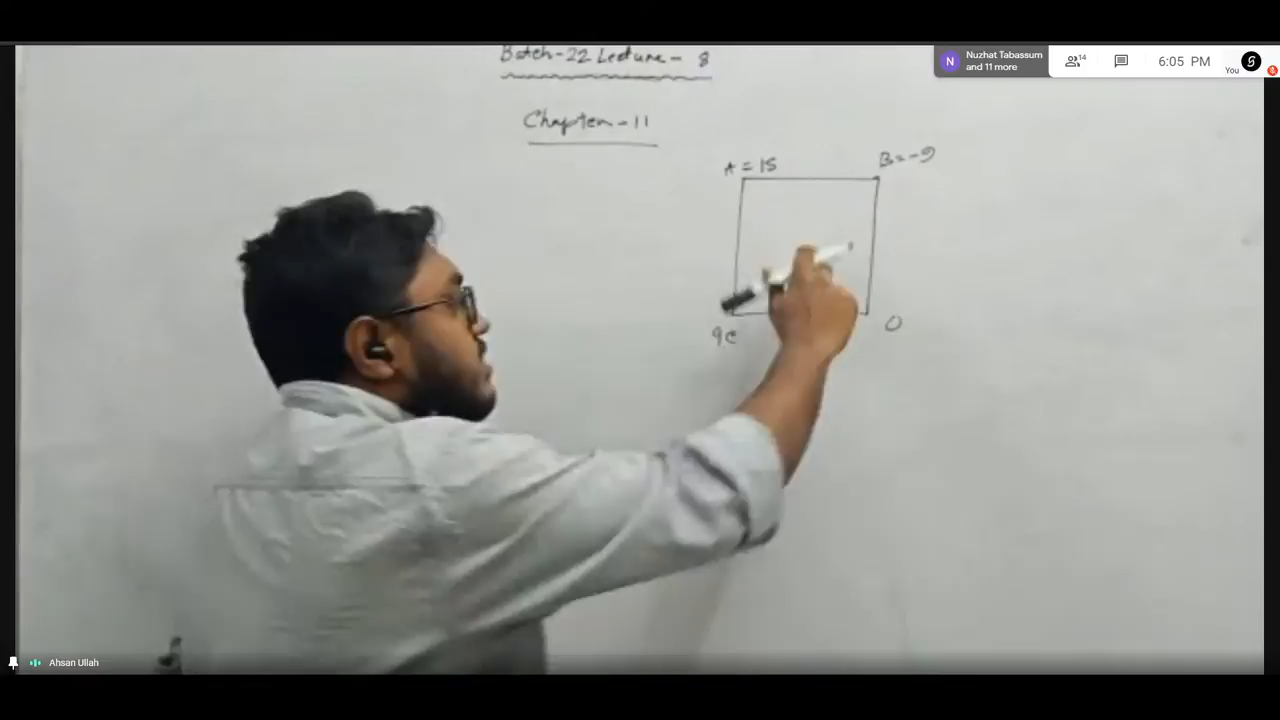 Batch-22 Lecture- 8
Chapter-11
A = 15
B = -9
9c
0
Nuzhat Tabassum
and 11 more
14
6:05 PM
You
N
Ahsan Ullah